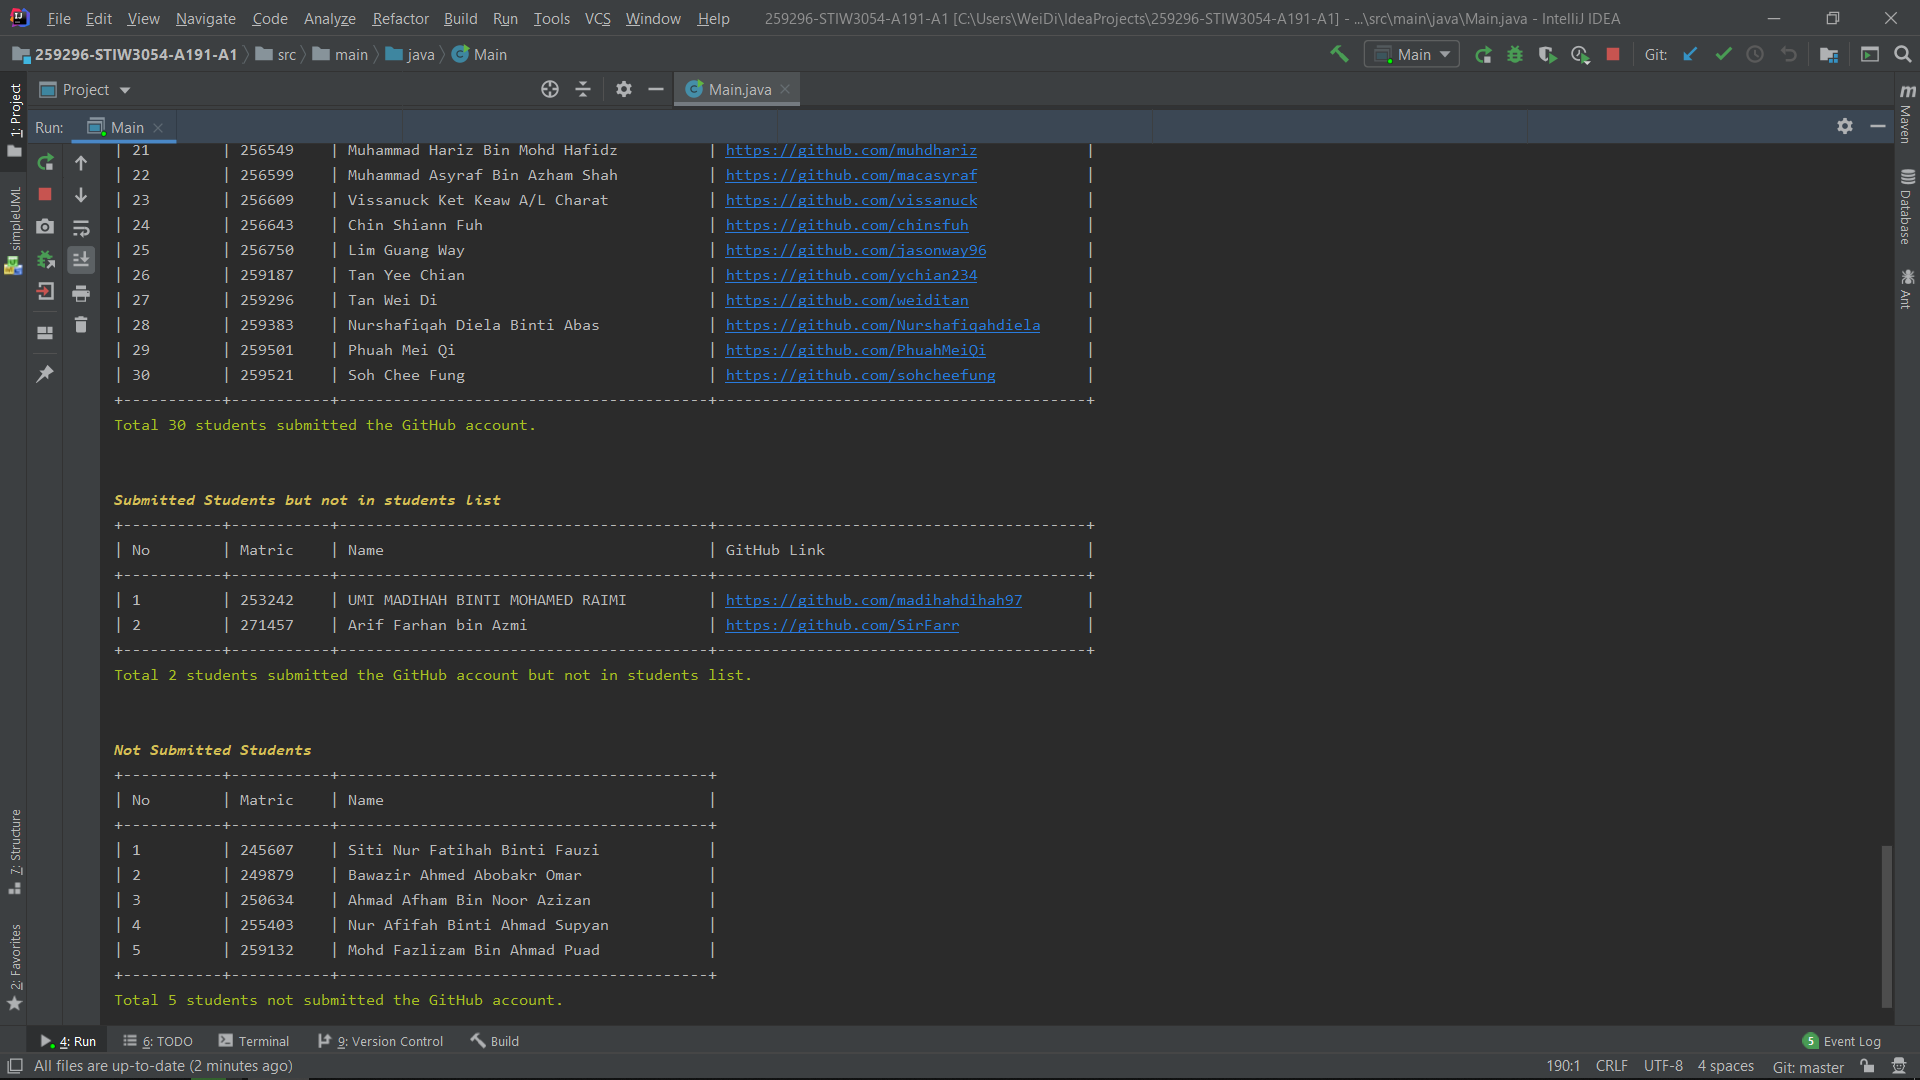 File Edit View Navigate Code Analyze Refactor Build Run Tools VCS Window Help 259296-STIW3054-A191-A1 [C:\Users\WeiDi\IdeaProjects\259296-STIW3054-A191-A1] - ...\src\main\java\Main.java - IntelliJ IDEA
259296-STIW3054-A191-A1 src main java Main Main Git:
Project Main.java
Run: Main
| 21 | 256549 | Muhammad Hariz Bin Mohd Hafidz | https://github.com/muhdhariz |
| 22 | 256599 | Muhammad Asyraf Bin Azham Shah | https://github.com/macasyraf |
| 23 | 256609 | Vissanuck Ket Keaw A/L Charat | https://github.com/vissanuck |
| 24 | 256643 | Chin Shiann Fuh | https://github.com/chinsfuh |
| 25 | 256750 | Lim Guang Way | https://github.com/jasonway96 |
| 26 | 259187 | Tan Yee Chian | https://github.com/ychian234 |
| 27 | 259296 | Tan Wei Di | https://github.com/weiditan |
| 28 | 259383 | Nurshafiqah Diela Binti Abas | https://github.com/Nurshafiqahdiela |
| 29 | 259501 | Phuah Mei Qi | https://github.com/PhuahMeiQi |
| 30 | 259521 | Soh Chee Fung | https://github.com/sohcheefung |
+-----------+-----------+-----------------------------------------+-----------------------------------------+
Total 30 students submitted the GitHub account.
Submitted Students but not in students list
+-----------+-----------+-----------------------------------------+-----------------------------------------+
| No | Matric | Name | GitHub Link |
+-----------+-----------+-----------------------------------------+-----------------------------------------+
| 1 | 253242 | UMI MADIHAH BINTI MOHAMED RAIMI | https://github.com/madihahdihah97 |
| 2 | 271457 | Arif Farhan bin Azmi | https://github.com/SirFarr |
+-----------+-----------+-----------------------------------------+-----------------------------------------+
Total 2 students submitted the GitHub account but not in students list.
Not Submitted Students
+-----------+-----------+-----------------------------------------+
| No | Matric | Name |
+-----------+-----------+-----------------------------------------+
| 1 | 245607 | Siti Nur Fatihah Binti Fauzi |
| 2 | 249879 | Bawazir Ahmed Abobakr Omar |
| 3 | 250634 | Ahmad Afham Bin Noor Azizan |
| 4 | 255403 | Nur Afifah Binti Ahmad Supyan |
| 5 | 259132 | Mohd Fazlizam Bin Ahmad Puad |
+-----------+-----------+-----------------------------------------+
Total 5 students not submitted the GitHub account.
1: Project
simpleUML
7: Structure
2: Favorites
Maven
Database
Ant
4: Run 6: TODO Terminal 9: Version Control Build 5 Event Log
All files are up-to-date (2 minutes ago) 190:1 CRLF UTF-8 4 spaces Git: master